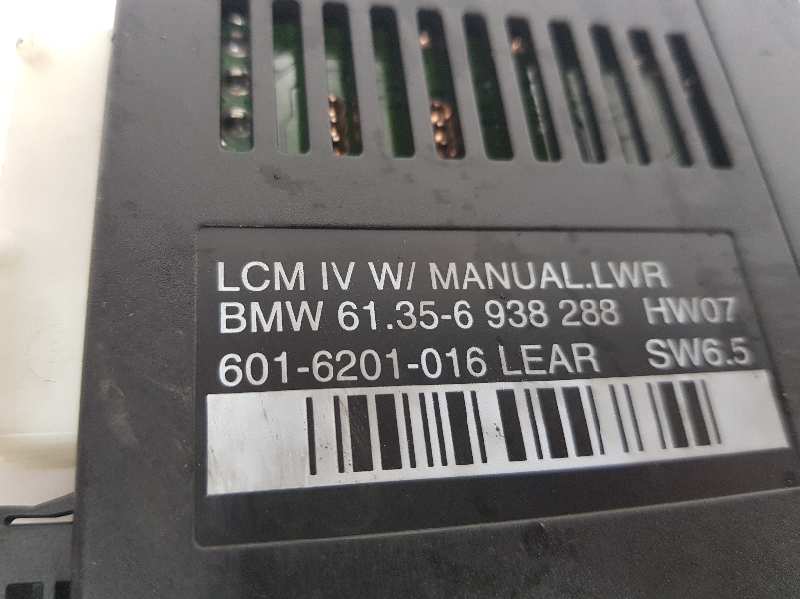 LCM IV W/ MANUAL.LWR
BMW 61.35-6 938 288 HW07
601-6201-016 LEAR SW6.5